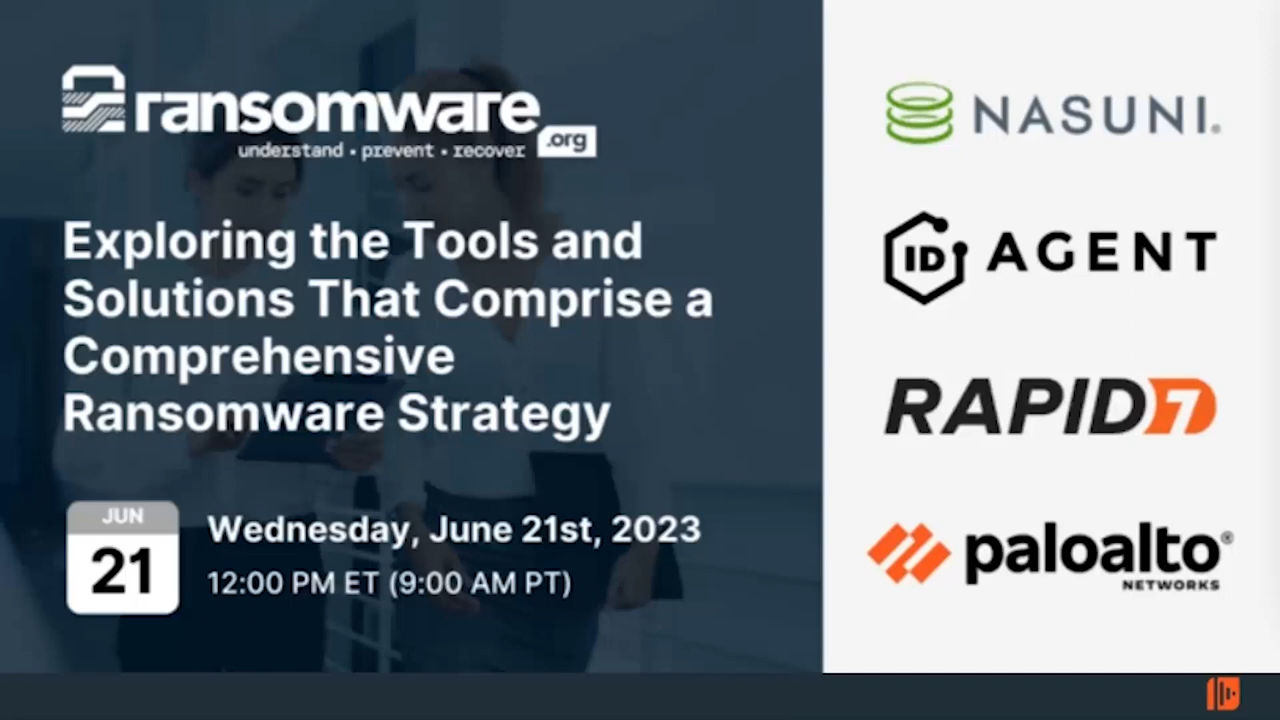 ransomware
.org
understand • prevent • recover
Exploring the Tools and
Solutions That Comprise a
Comprehensive
Ransomware Strategy
JUN
21
Wednesday, June 21st, 2023
12:00 PM ET (9:00 AM PT)
NASUNI®
ID AGENT
RAPID7
paloalto®
NETWORKS